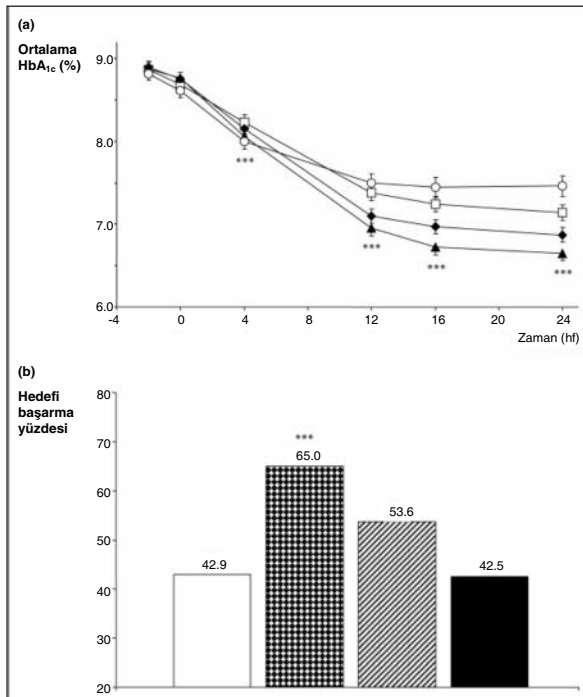 (a)
Ortalama
HbA1c (%)
9.0
8.0
***
7.0
***
***
***
6.0
-4 0 4 8 12 16 20 24
Zaman (hf)
(b)
Hedefi
başarma
yüzdesi
80
70
***
65.0
60
53.6
50
42.9
42.5
40
30
20